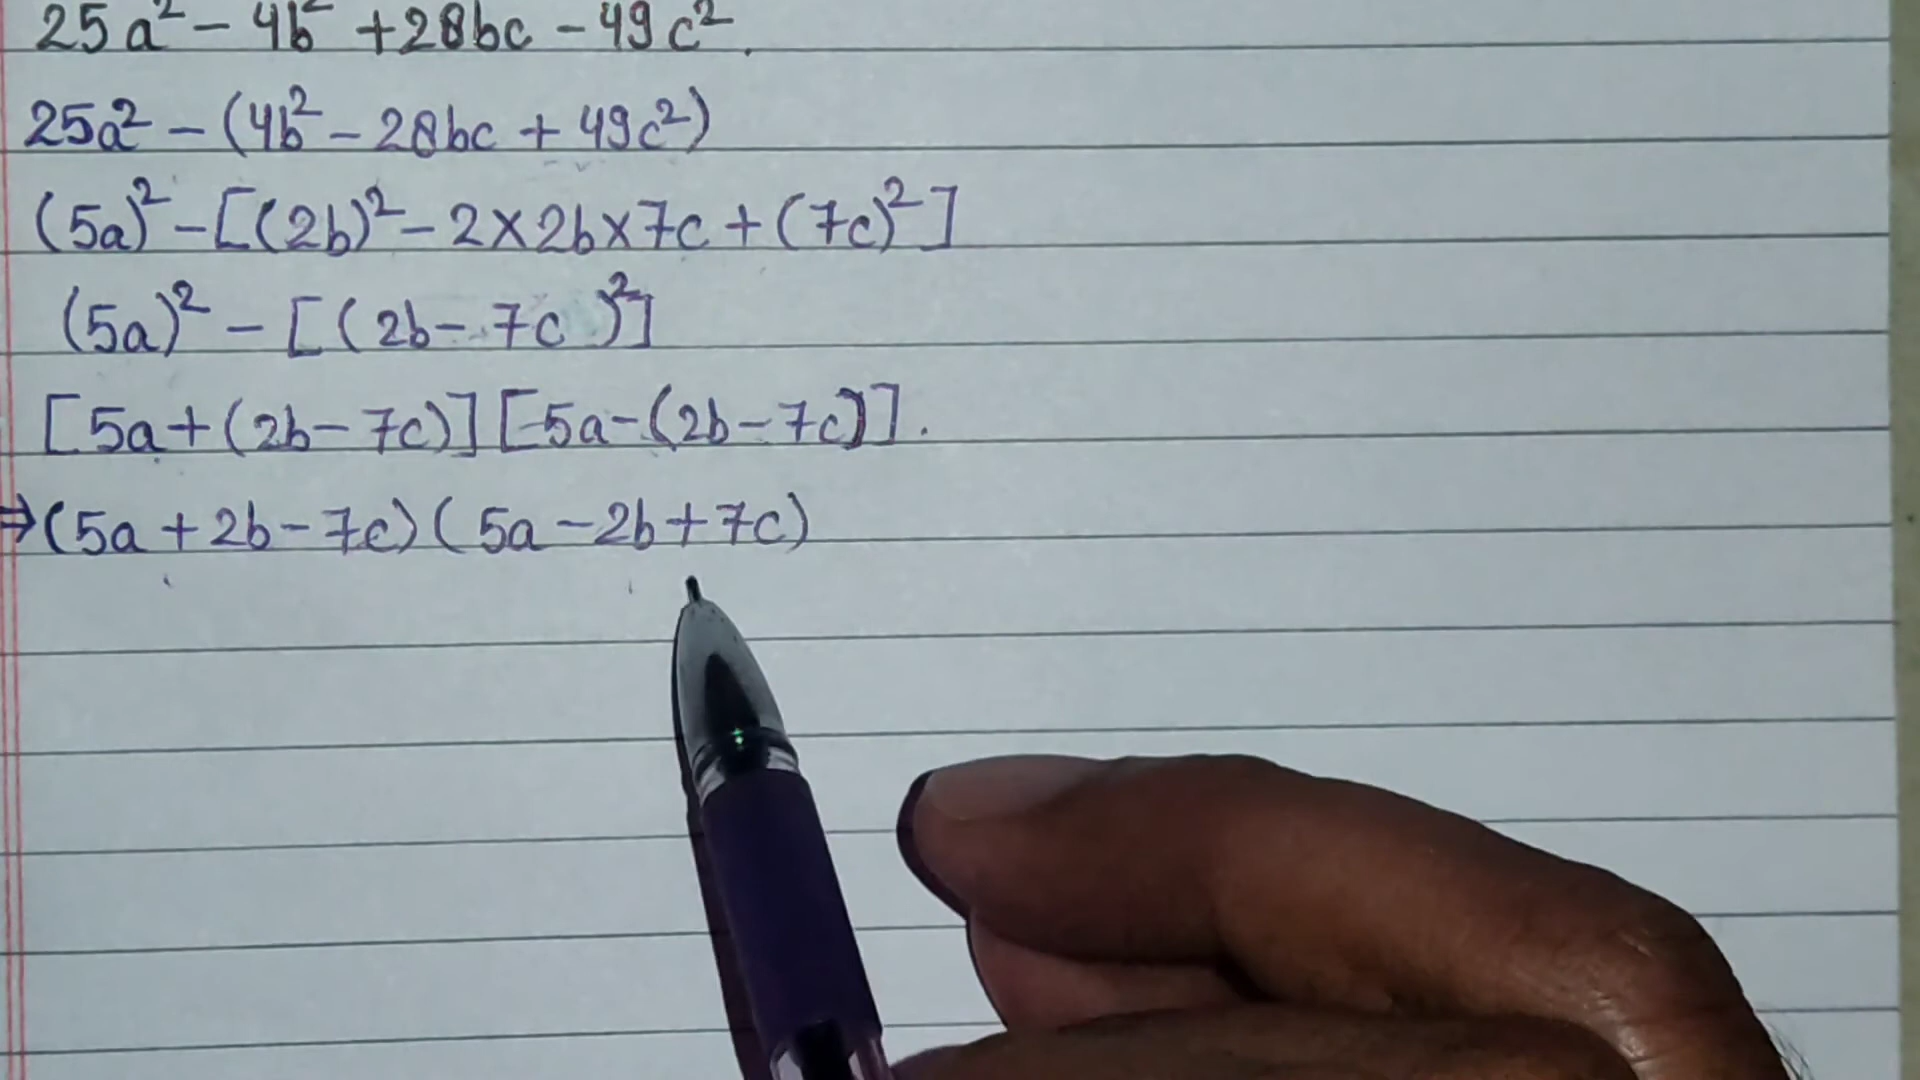 25a² - 4b² + 28bc - 49c².
25a² - (4b² - 28bc + 49c²)
(5a)² - [(2b)² - 2×2b×7c + (7c)²]
(5a)² - [(2b - 7c)²]
[5a + (2b - 7c)] [5a - (2b - 7c)].
⇒ (5a + 2b - 7c) (5a - 2b + 7c)